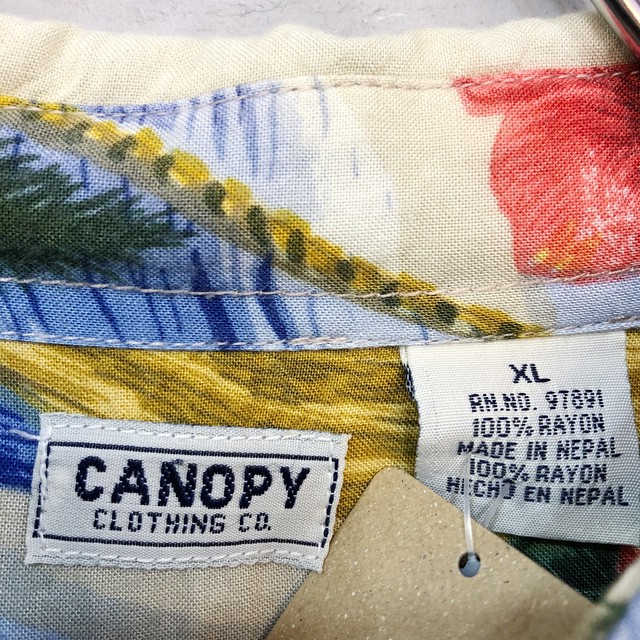 CANOPY
CLOTHING CO.
XL
RN.NO. 97891
100% RAYON
MADE IN NEPAL
100% RAYON
HECHO EN NEPAL